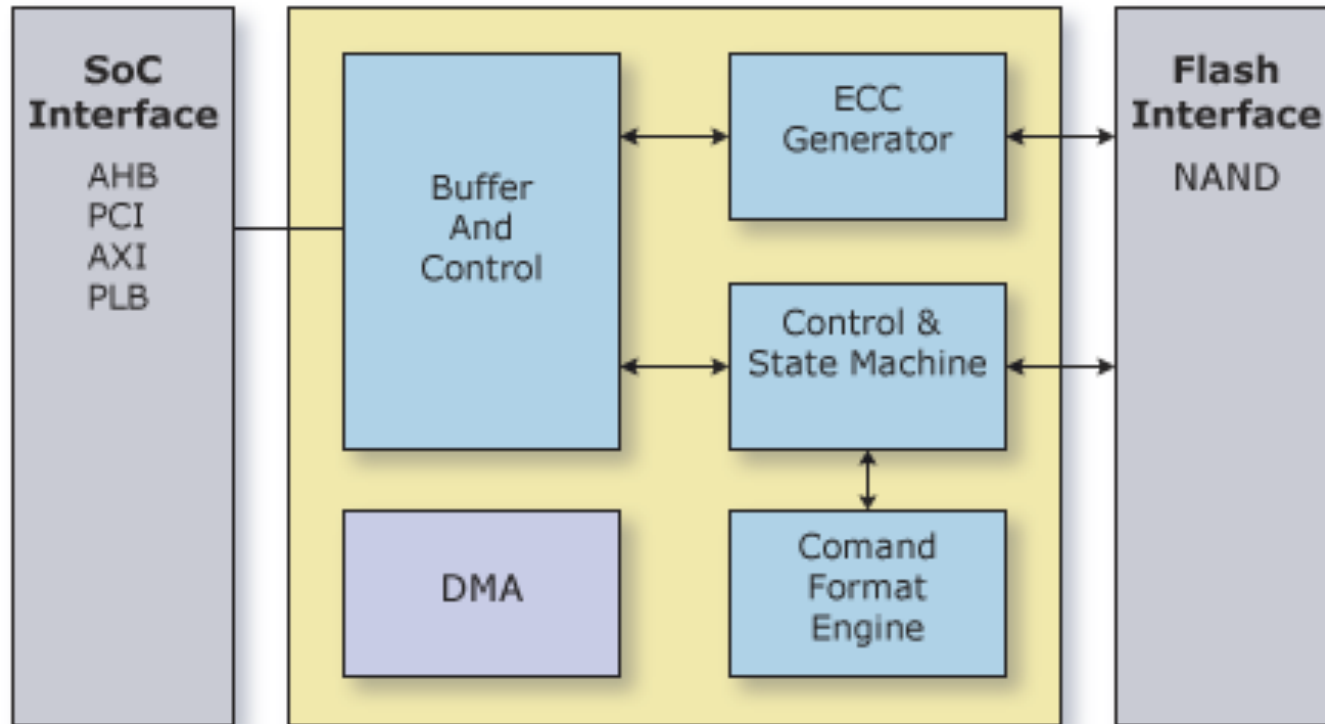 SoC
Interface
AHB
PCI
AXI
PLB
Buffer
And
Control
DMA
ECC
Generator
Control &
State Machine
Comand
Format
Engine
Flash
Interface
NAND